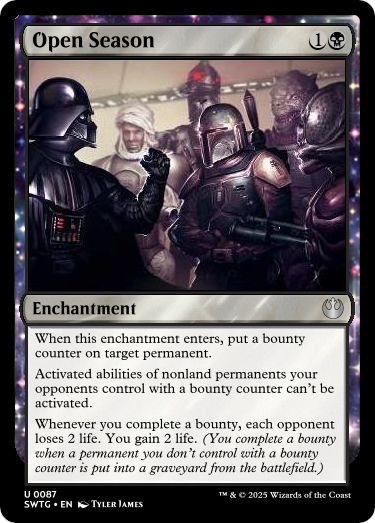 Open Season 1
Enchantment
When this enchantment enters, put a bounty
counter on target permanent.
Activated abilities of nonland permanents your
opponents control with a bounty counter can't be
activated.
Whenever you complete a bounty, each opponent
loses 2 life. You gain 2 life. (You complete a bounty
when a permanent you don't control with a bounty
counter is put into a graveyard from the battlefield.)
U 0087
SWTG • EN Tyler James
™ & © 2025 Wizards of the Coast